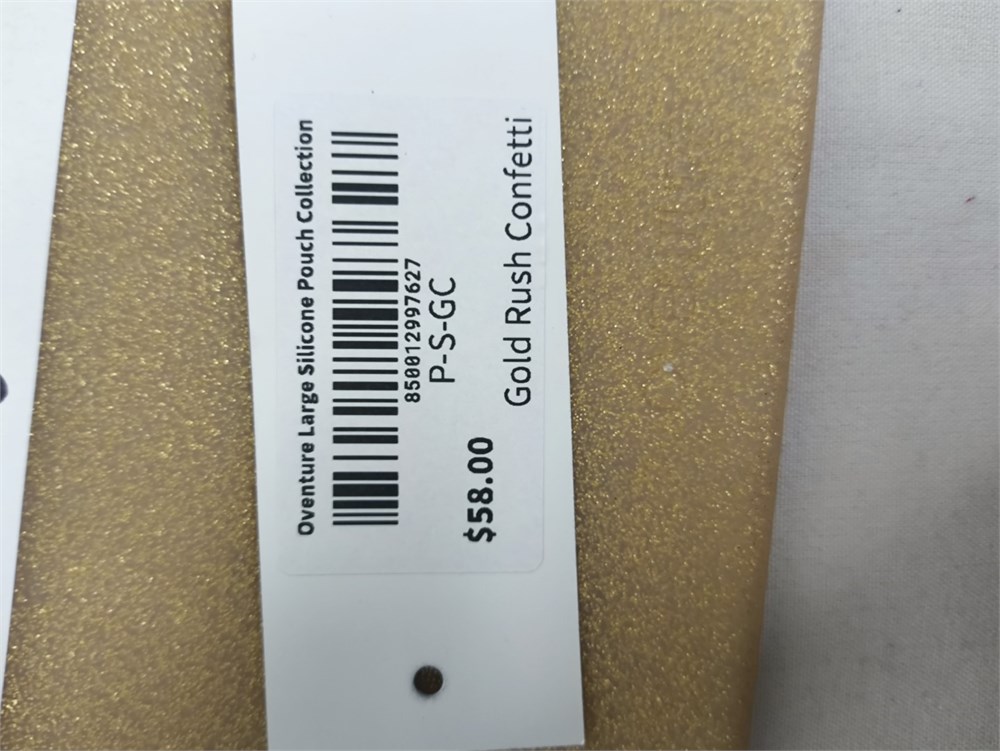 Oventure Large Silicone Pouch Collection
850012997627
P-S-GC
$58.00
Gold Rush Confetti